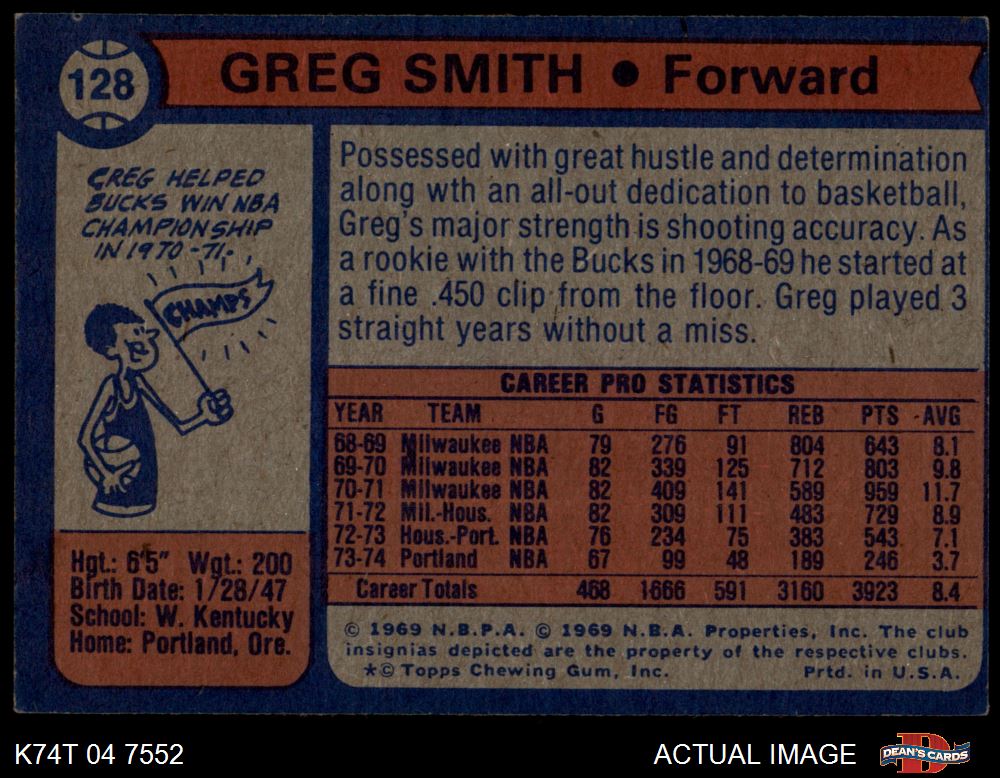 128
GREG SMITH ● Forward
GREG HELPED
BUCKS WIN NBA
CHAMPIONSHIP
IN 1970-71.
CHAMPS
Hgt.: 6'5" Wgt.: 200
Birth Date: 1/28/47
School: W. Kentucky
Home: Portland, Ore.
Possessed with great hustle and determination
along wth an all-out dedication to basketball,
Greg's major strength is shooting accuracy. As
a rookie with the Bucks in 1968-69 he started at
a fine .450 clip from the floor. Greg played 3
straight years without a miss.
CAREER PRO STATISTICS
YEAR TEAM G FG FT REB PTS AVG
68-69 Milwaukee NBA 79 276 91 804 643 8.1
69-70 Milwaukee NBA 82 339 125 712 803 9.8
70-71 Milwaukee NBA 82 409 141 589 959 11.7
71-72 Mil.-Hous. NBA 82 309 111 483 729 8.9
72-73 Hous.-Port. NBA 76 234 75 383 543 7.1
73-74 Portland NBA 67 99 48 189 246 3.7
Career Totals 468 1666 591 3160 3923 8.4
© 1969 N.B.P.A. © 1969 N.B.A. Properties, Inc. The club
insignias depicted are the property of the respective clubs.
*© Topps Chewing Gum, Inc. Prtd. in U.S.A.
K74T 04 7552
ACTUAL IMAGE
D
DEAN'S CARDS